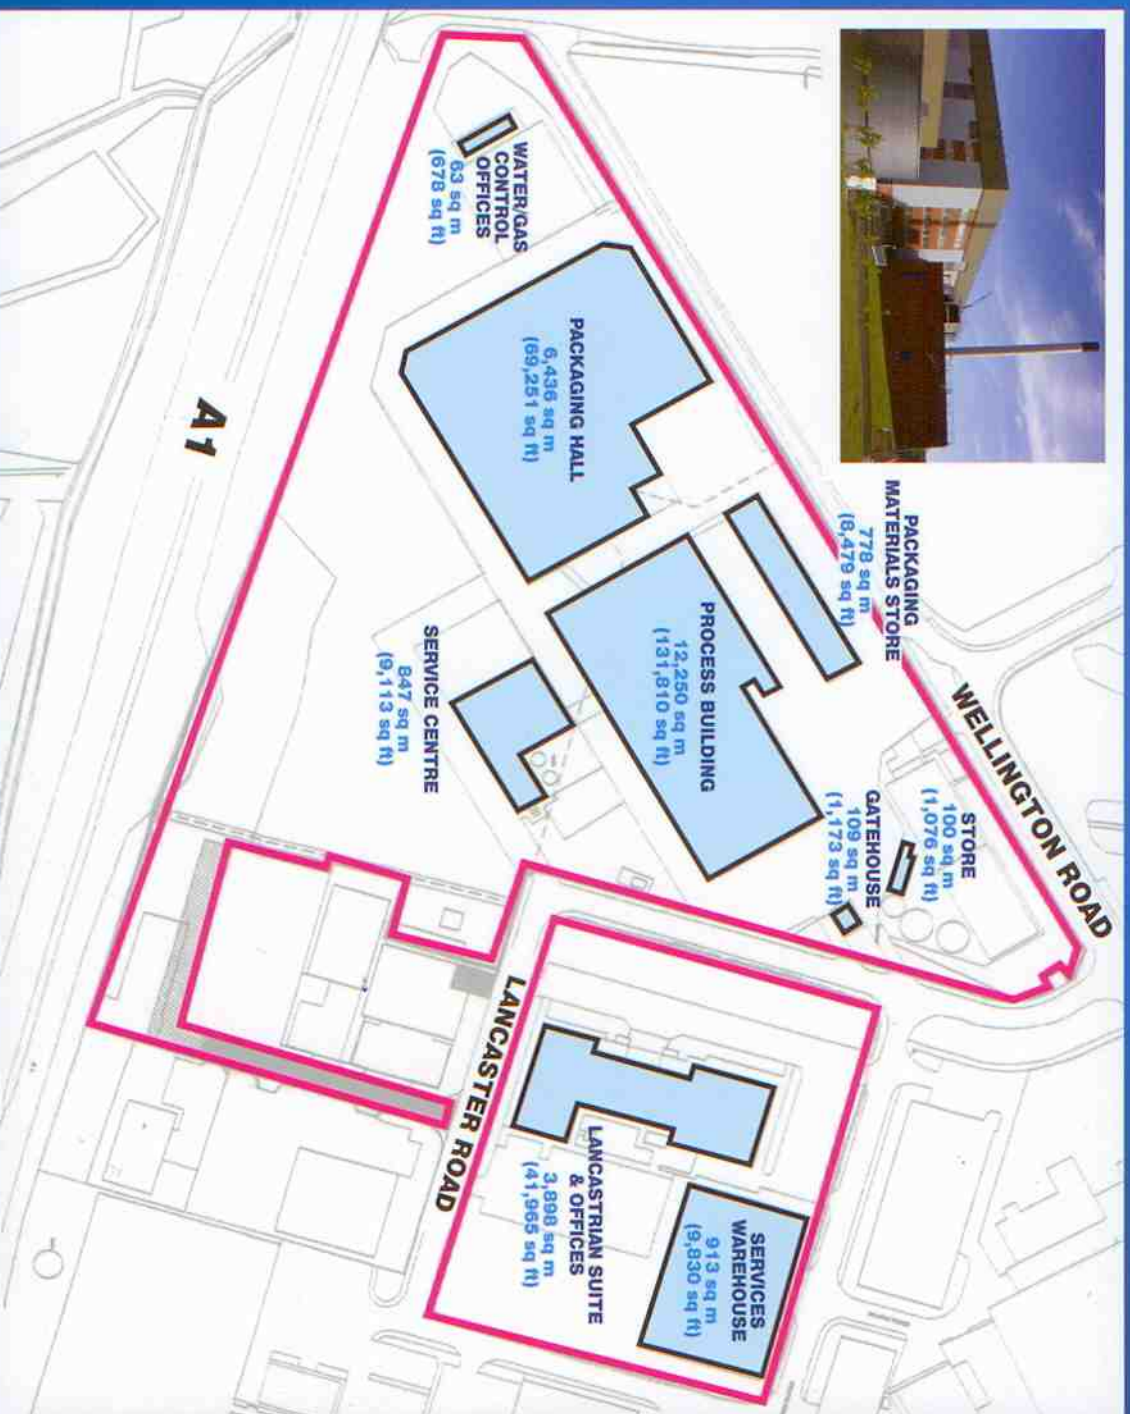 WATER/GAS
CONTROL
OFFICES
63 sq m
(678 sq ft)
PACKAGING HALL
6,436 sq m
(69,251 sq ft)
PACKAGING
MATERIALS STORE
778 sq m
(8,479 sq ft)
PROCESS BUILDING
12,250 sq m
(131,810 sq ft)
SERVICE CENTRE
847 sq m
(9,113 sq ft)
STORE
100 sq m
(1,076 sq ft)
GATEHOUSE
109 sq m
(1,173 sq ft)
WELLINGTON ROAD
A1
LANCASTER ROAD
LANCASTRIAN SUITE
& OFFICES
3,898 sq m
(41,965 sq ft)
SERVICES
WAREHOUSE
913 sq m
(9,830 sq ft)